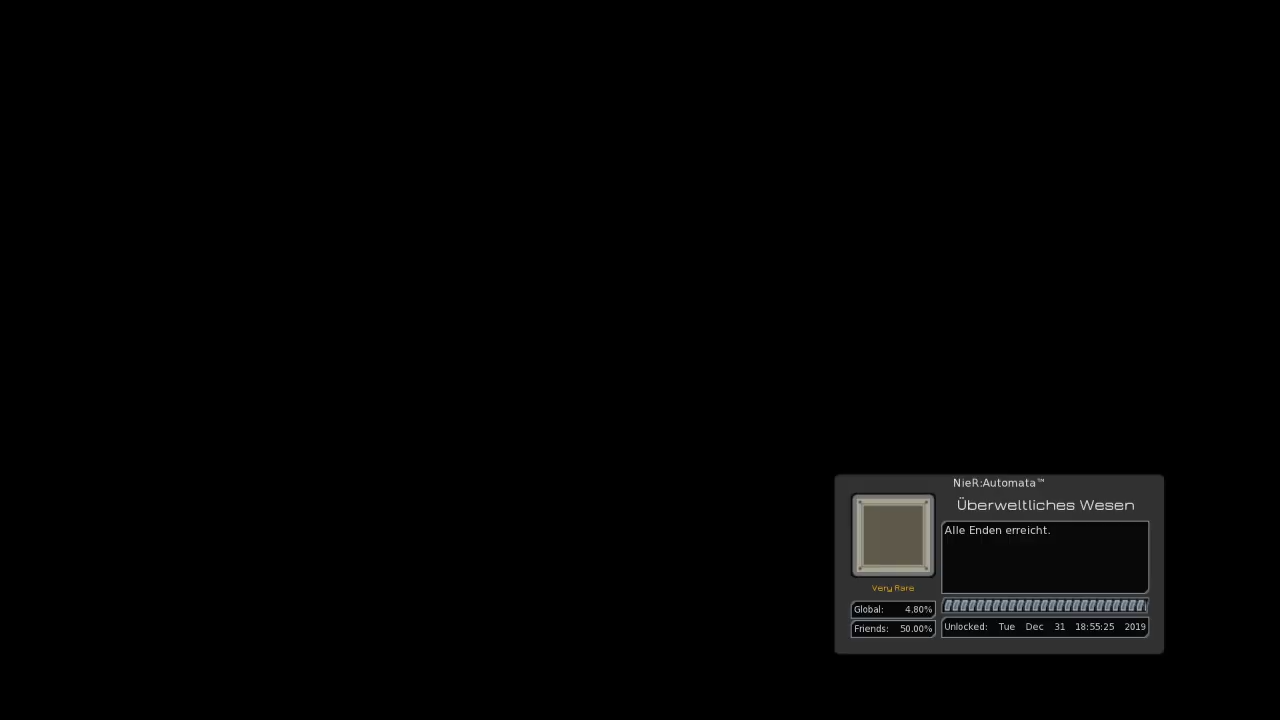 NieR:Automata™
Überweltliches Wesen
Alle Enden erreicht.
Very Rare
Global: 4.80%
Friends: 50.00%
Unlocked: Tue Dec 31 18:55:25 2019